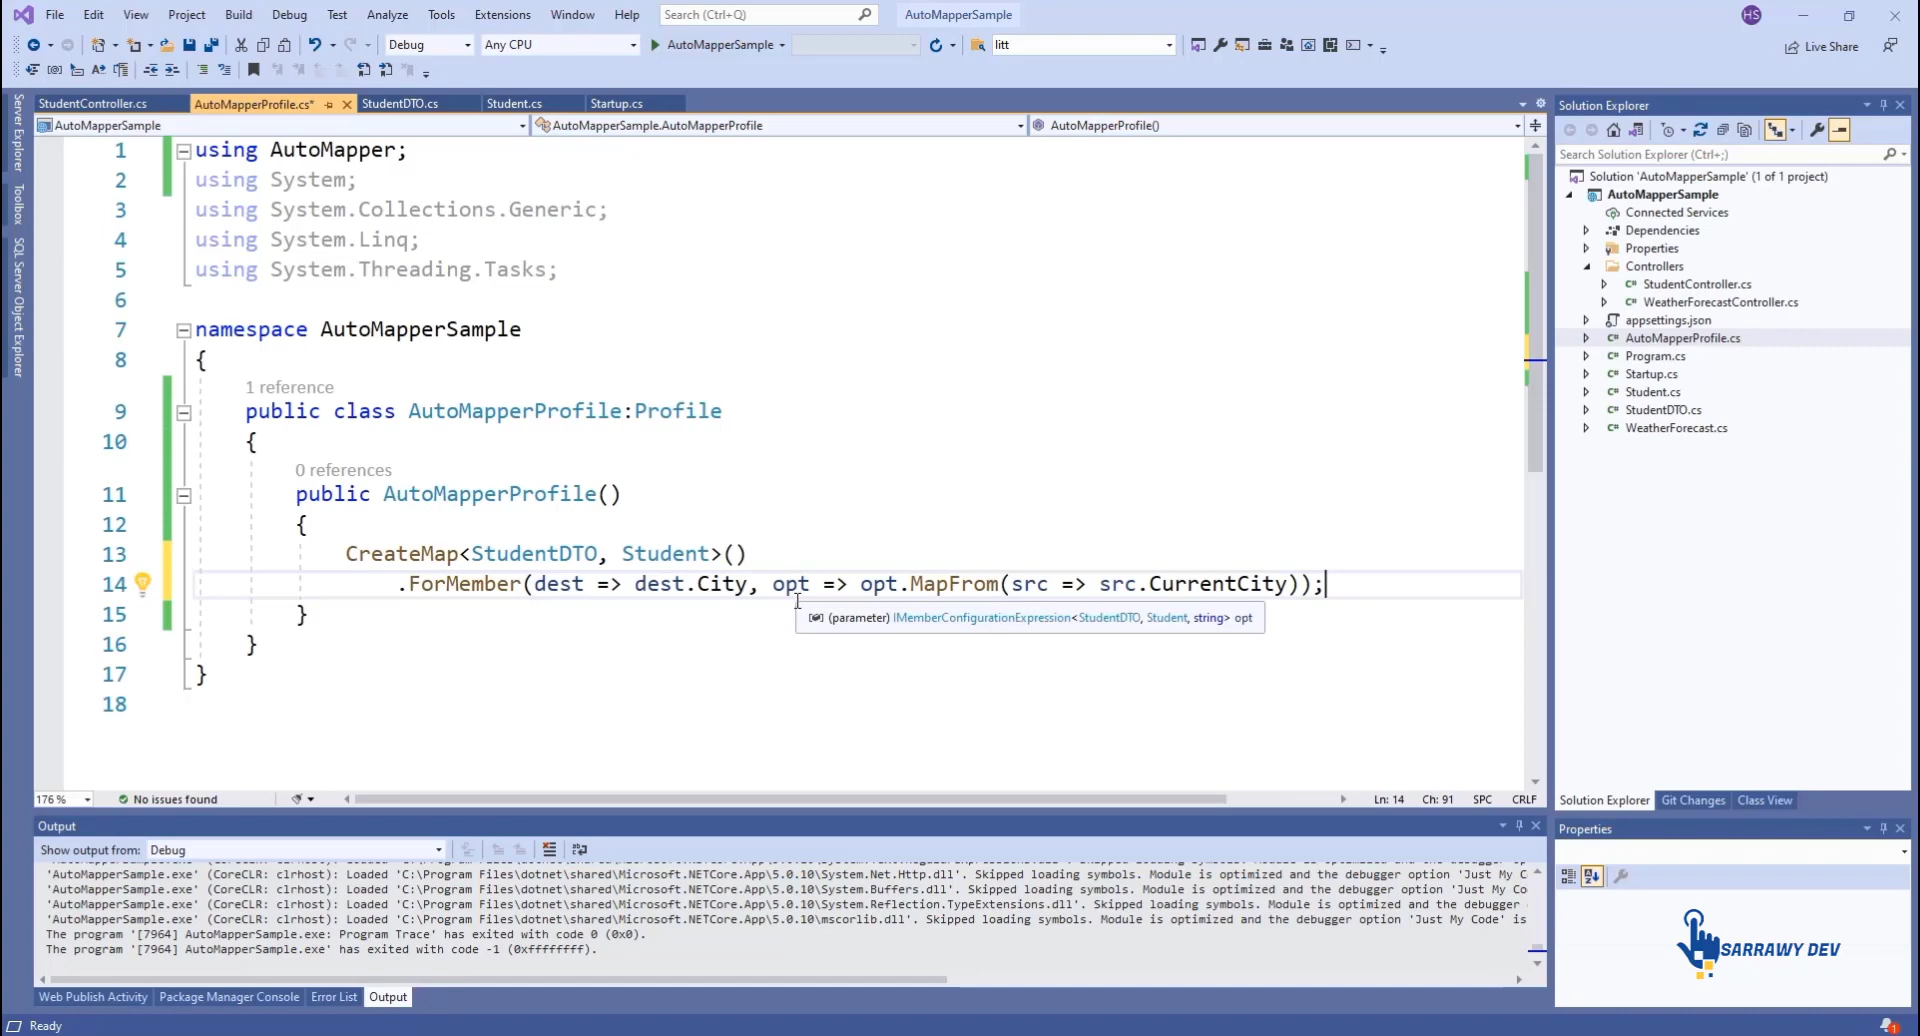 File Edit View Project Build Debug Test Analyze Tools Extensions Window Help Search (Ctrl+Q) AutoMapperSample HS
Debug Any CPU AutoMapperSample litt Live Share
StudentController.cs AutoMapperProfile.cs* StudentDTO.cs Student.cs Startup.cs
AutoMapperSample AutoMapperSample.AutoMapperProfile AutoMapperProfile()
Server Explorer
Toolbox
SQL Server Object Explorer
1 using AutoMapper;
2 using System;
3 using System.Collections.Generic;
4 using System.Linq;
5 using System.Threading.Tasks;
6
7 namespace AutoMapperSample
8 {
1 reference
9 public class AutoMapperProfile:Profile
10 {
0 references
11 public AutoMapperProfile()
12 {
13 CreateMap<StudentDTO, Student>()
14 .ForMember(dest => dest.City, opt => opt.MapFrom(src => src.CurrentCity));
15 }
(parameter) IMemberConfigurationExpression<StudentDTO, Student, string> opt
16 }
17 }
18
176 % No issues found Ln: 14 Ch: 91 SPC CRLF
Output
Show output from: Debug
'AutoMapperSample.exe' (CoreCLR: clrhost): Loaded 'C:\Program Files\dotnet\shared\Microsoft.NETCore.App\5.0.10\System.Net.Http.dll'. Skipped loading symbols. Module is optimized and the debugger option 'Just My C
'AutoMapperSample.exe' (CoreCLR: clrhost): Loaded 'C:\Program Files\dotnet\shared\Microsoft.NETCore.App\5.0.10\System.Buffers.dll'. Skipped loading symbols. Module is optimized and the debugger option 'Just My Co
'AutoMapperSample.exe' (CoreCLR: clrhost): Loaded 'C:\Program Files\dotnet\shared\Microsoft.NETCore.App\5.0.10\System.Reflection.TypeExtensions.dll'. Skipped loading symbols. Module is optimized and the debugger
'AutoMapperSample.exe' (CoreCLR: clrhost): Loaded 'C:\Program Files\dotnet\shared\Microsoft.NETCore.App\5.0.10\mscorlib.dll'. Skipped loading symbols. Module is optimized and the debugger option 'Just My Code' is
The program '[7964] AutoMapperSample.exe: Program Trace' has exited with code 0 (0x0).
The program '[7964] AutoMapperSample.exe' has exited with code -1 (0xffffffff).
Web Publish Activity Package Manager Console Error List Output
Ready
Solution Explorer
Search Solution Explorer (Ctrl+;)
Solution 'AutoMapperSample' (1 of 1 project)
AutoMapperSample
Connected Services
Dependencies
Properties
Controllers
C# StudentController.cs
C# WeatherForecastController.cs
appsettings.json
C# AutoMapperProfile.cs
C# Program.cs
C# Startup.cs
C# Student.cs
C# StudentDTO.cs
C# WeatherForecast.cs
Solution Explorer Git Changes Class View
Properties
SARRAWY DEV
1